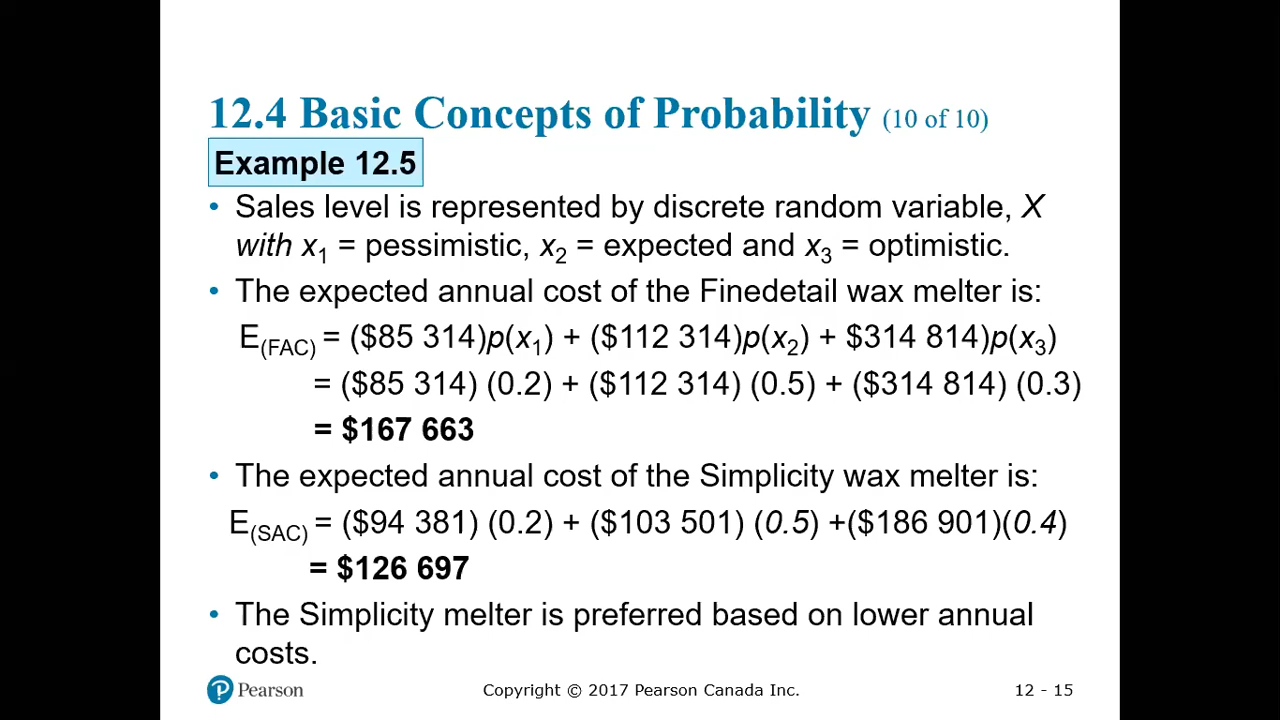 12.4 Basic Concepts of Probability (10 of 10)
Example 12.5
• Sales level is represented by discrete random variable, X
with x₁ = pessimistic, x₂ = expected and x₃ = optimistic.
• The expected annual cost of the Finedetail wax melter is:
E(FAC) = ($85 314)p(x₁) + ($112 314)p(x₂) + $314 814)p(x₃)
= ($85 314) (0.2) + ($112 314) (0.5) + ($314 814) (0.3)
= $167 663
• The expected annual cost of the Simplicity wax melter is:
E(SAC) = ($94 381) (0.2) + ($103 501) (0.5) +($186 901)(0.4)
= $126 697
• The Simplicity melter is preferred based on lower annual
costs.
P Pearson
Copyright © 2017 Pearson Canada Inc.
12 - 15